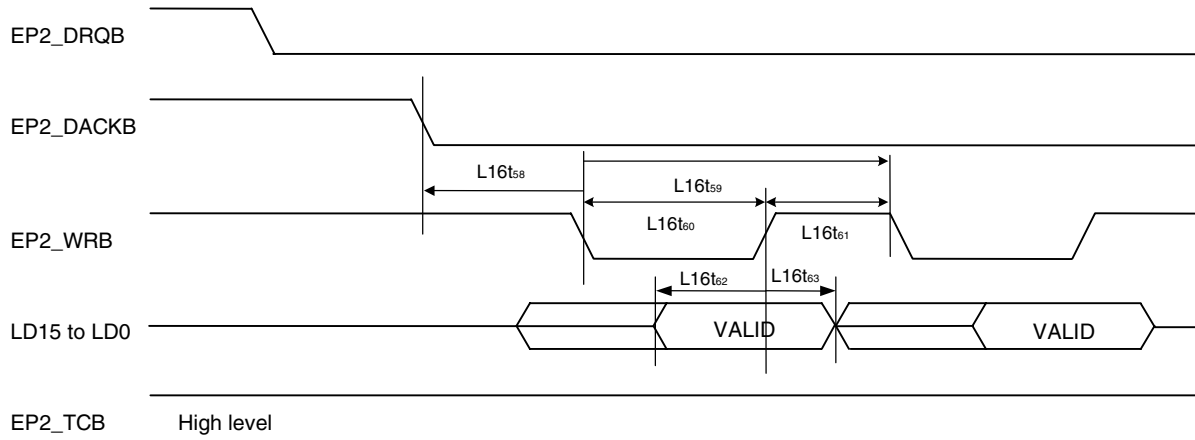 EP2_DRQB
EP2_DACKB
L16t58
L16t59
EP2_WRB
L16t60
L16t61
L16t62
L16t63
LD15 to LD0
VALID
VALID
EP2_TCB
High level